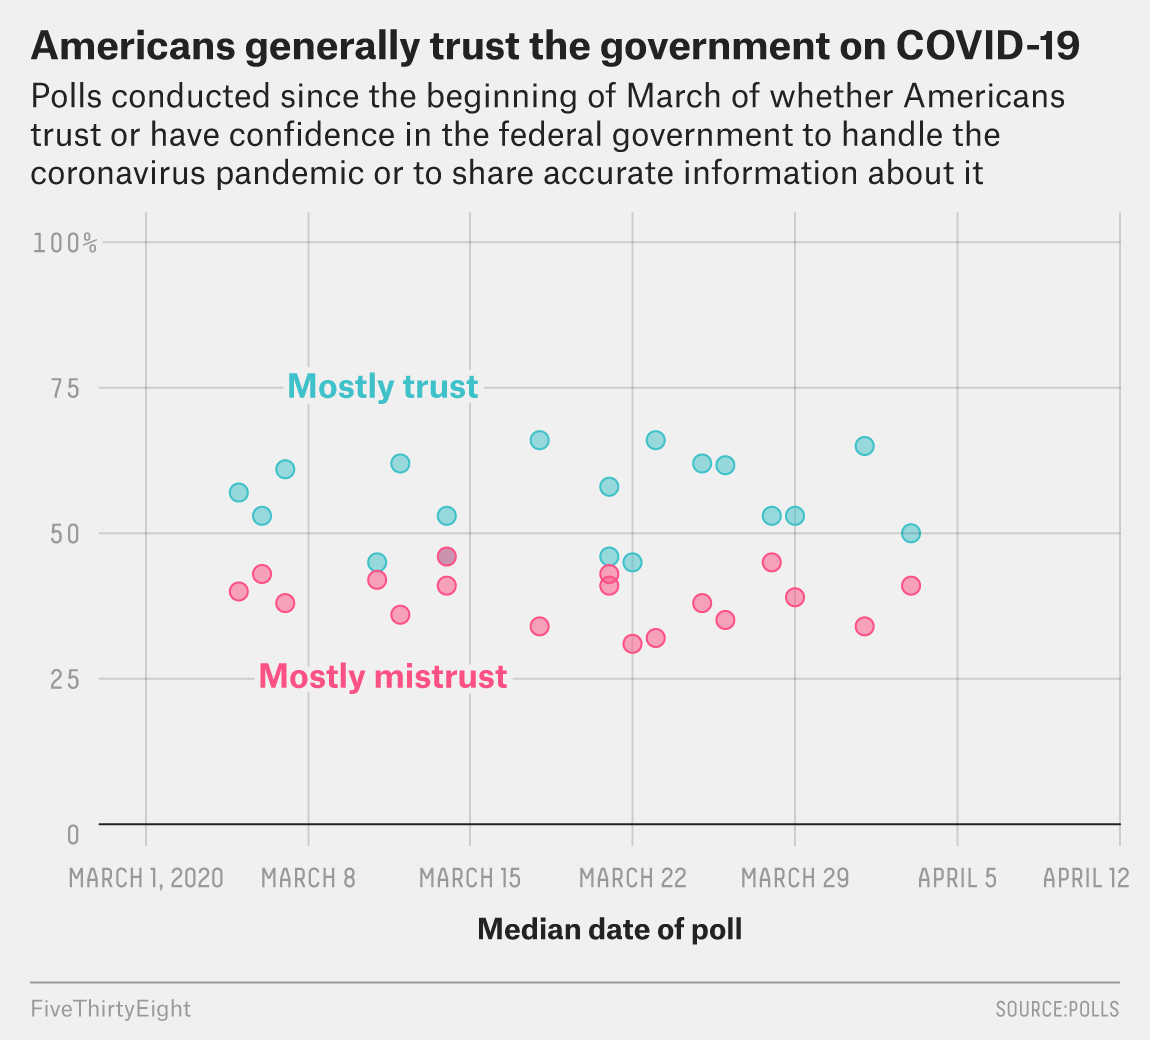 Americans generally trust the government on COVID-19
Polls conducted since the beginning of March of whether Americans
trust or have confidence in the federal government to handle the
coronavirus pandemic or to share accurate information about it
100%
75
Mostly trust
50
Mostly mistrust
25
0
MARCH 1, 2020 MARCH 8 MARCH 15 MARCH 22 MARCH 29 APRIL 5 APRIL 12
Median date of poll
FiveThirtyEight SOURCE:POLLS